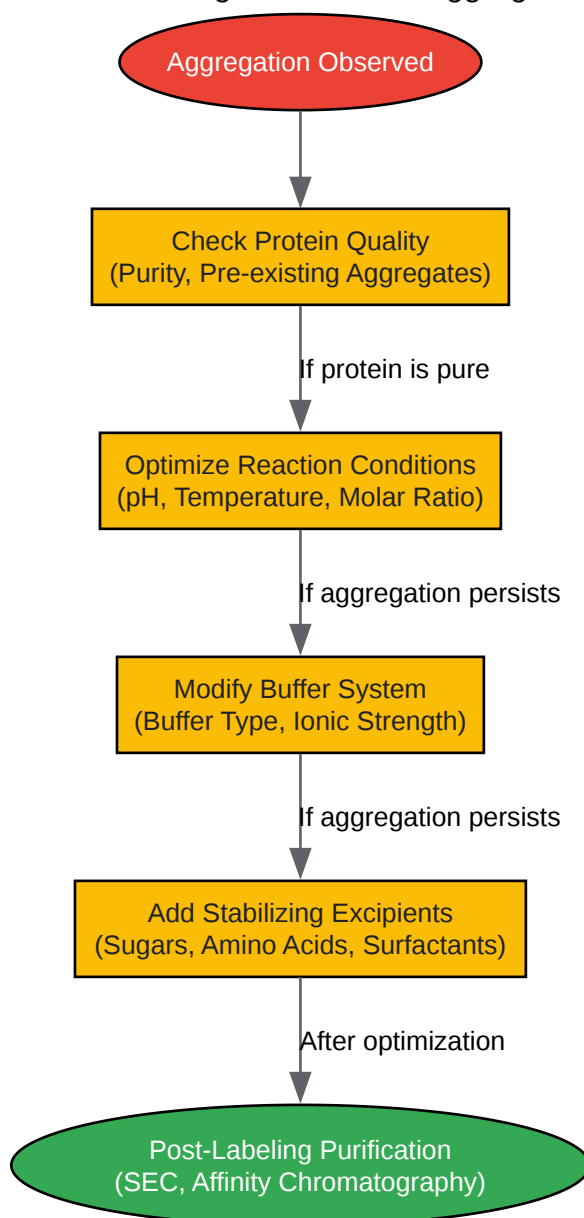 Aggregation Observed
Check Protein Quality
(Purity, Pre-existing Aggregates)
If protein is pure
Optimize Reaction Conditions
(pH, Temperature, Molar Ratio)
If aggregation persists
Modify Buffer System
(Buffer Type, Ionic Strength)
If aggregation persists
Add Stabilizing Excipients
(Sugars, Amino Acids, Surfactants)
After optimization
Post-Labeling Purification
(SEC, Affinity Chromatography)